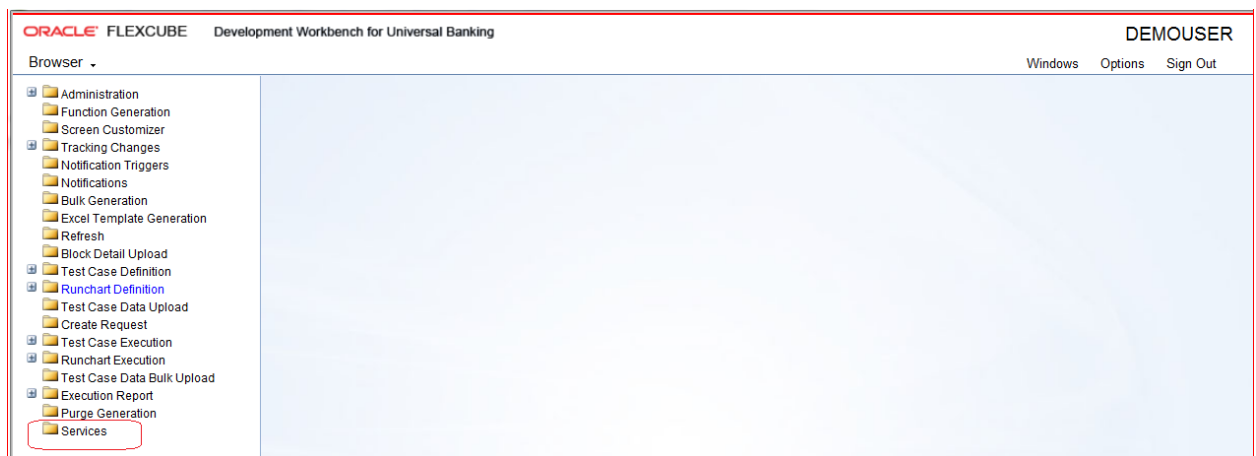 ORACLE' FLEXCUBE Development Workbench for Universal Banking DEMOUSER
Browser Windows Options Sign Out
Administration
Function Generation
Screen Customizer
Tracking Changes
Notification Triggers
Notifications
Bulk Generation
Excel Template Generation
Refresh
Block Detail Upload
Test Case Definition
Runchart Definition
Test Case Data Upload
Create Request
Test Case Execution
Runchart Execution
Test Case Data Bulk Upload
Execution Report
Purge Generation
Services